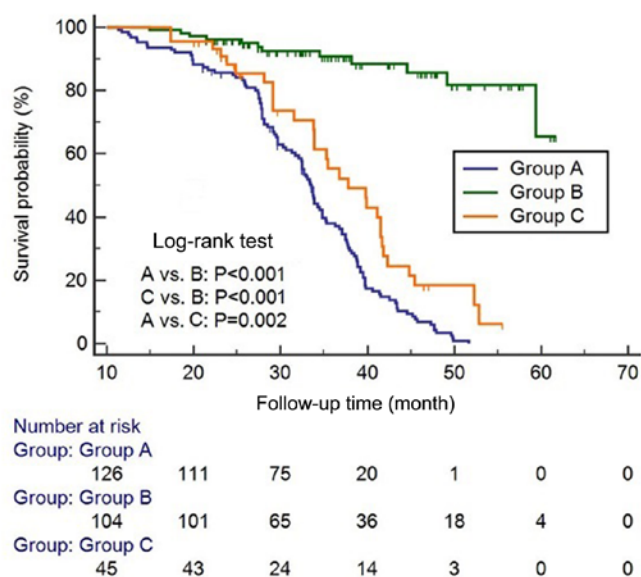 Survival probability (%)
100
80
60
40
20
0
Group A
Group B
Group C
Log-rank test
A vs. B: P<0.001
C vs. B: P<0.001
A vs. C: P=0.002
10 20 30 40 50 60 70
Follow-up time (month)
Number at risk
Group: Group A
126 111 75 20 1 0 0
Group: Group B
104 101 65 36 18 4 0
Group: Group C
45 43 24 14 3 0 0